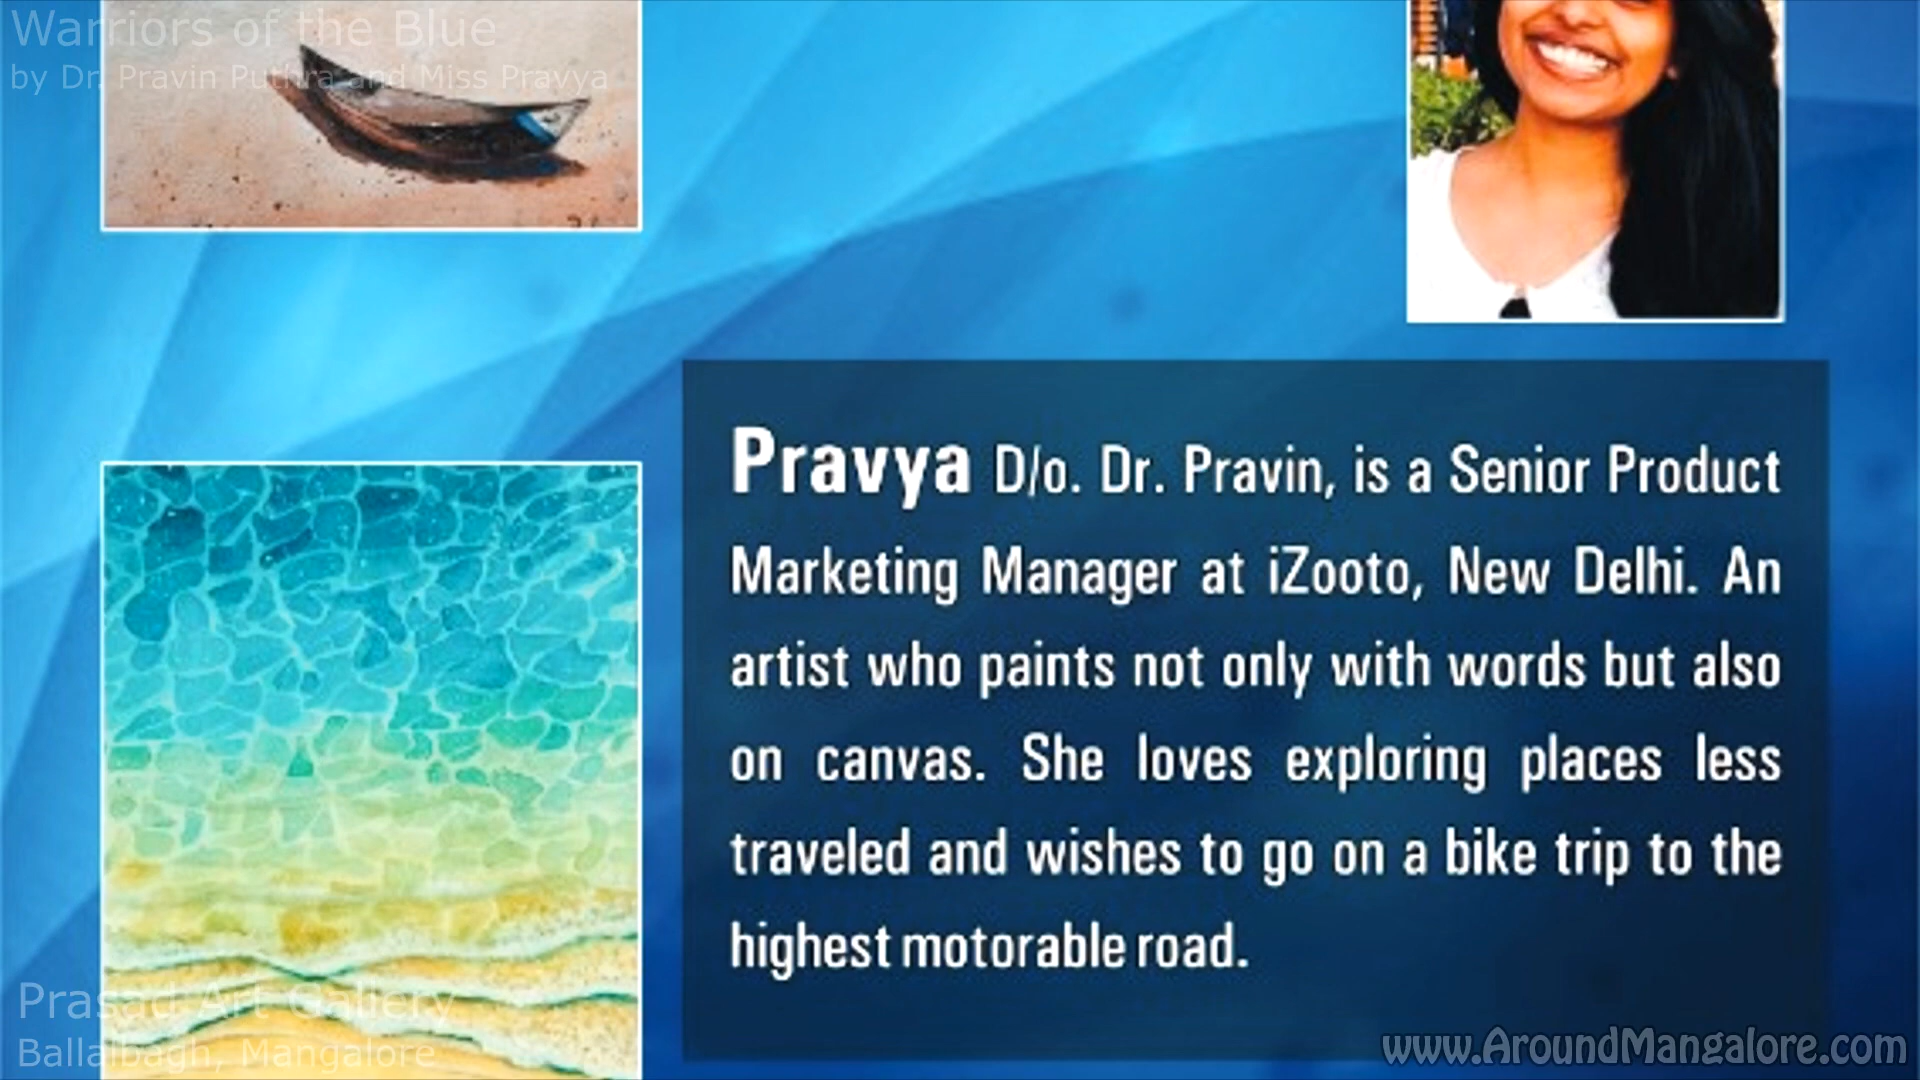 Warriors of the Blue
by Dr. Pravin Puthra and Miss Pravya
Pravya D/o. Dr. Pravin, is a Senior Product
Marketing Manager at iZooto, New Delhi. An
artist who paints not only with words but also
on canvas. She loves exploring places less
traveled and wishes to go on a bike trip to the
highest motorable road.
Prasad Art Gallery
Ballalbagh, Mangalore
www.AroundMangalore.com